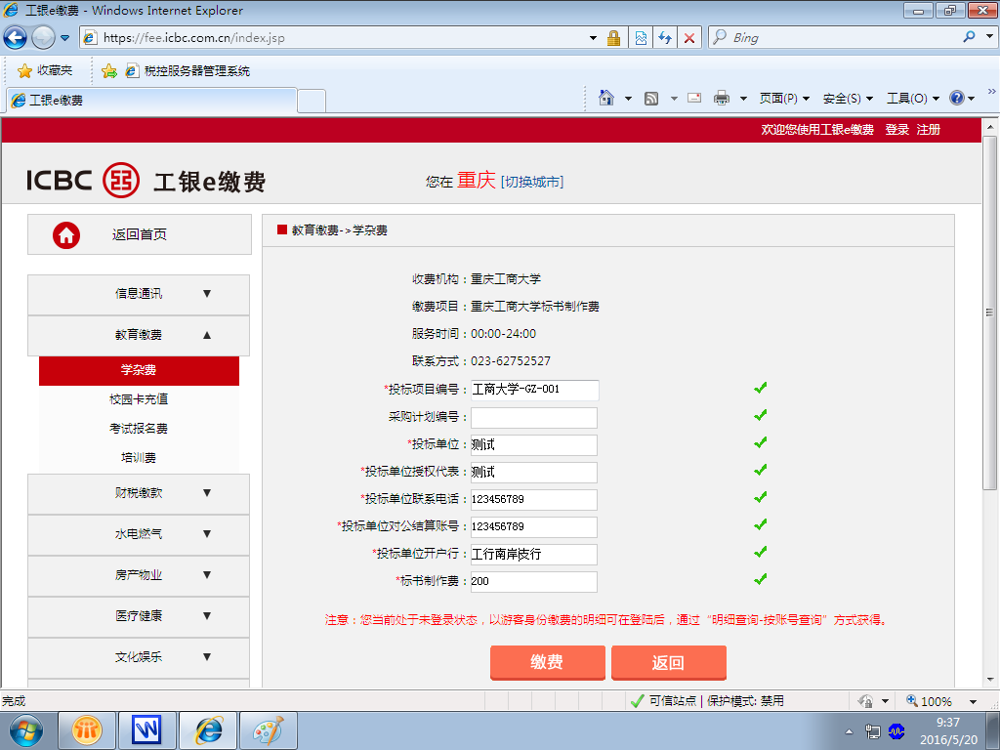 工银e缴费 - Windows Internet Explorer
https://fee.icbc.com.cn/index.jsp
Bing
收藏夹
税控服务器管理系统
工银e缴费
页面(P)
安全(S)
工具(O)
欢迎您使用工银e缴费 登录 注册
ICBC 工银e缴费
您在 重庆 [切换城市]
返回首页
信息通讯 ▼
教育缴费 ▲
学杂费
校园卡充值
考试报名费
培训费
财税缴款 ▼
水电燃气 ▼
房产物业 ▼
医疗健康 ▼
文化娱乐 ▼
教育缴费->学杂费
收费机构：重庆工商大学
缴费项目：重庆工商大学标书制作费
服务时间：00:00-24:00
联系方式：023-62752527
*投标项目编号：工商大学-GZ-001
采购计划编号：
*投标单位：测试
*投标单位授权代表：测试
*投标单位联系电话：123456789
*投标单位对公结算账号：123456789
*投标单位开户行：工行南岸支行
*标书制作费：200
注意：您当前处于未登录状态，以游客身份缴费的明细可在登陆后，通过“明细查询-按账号查询”方式获得。
缴费 返回
完成
可信站点 | 保护模式: 禁用
100%
9:37
2016/5/20